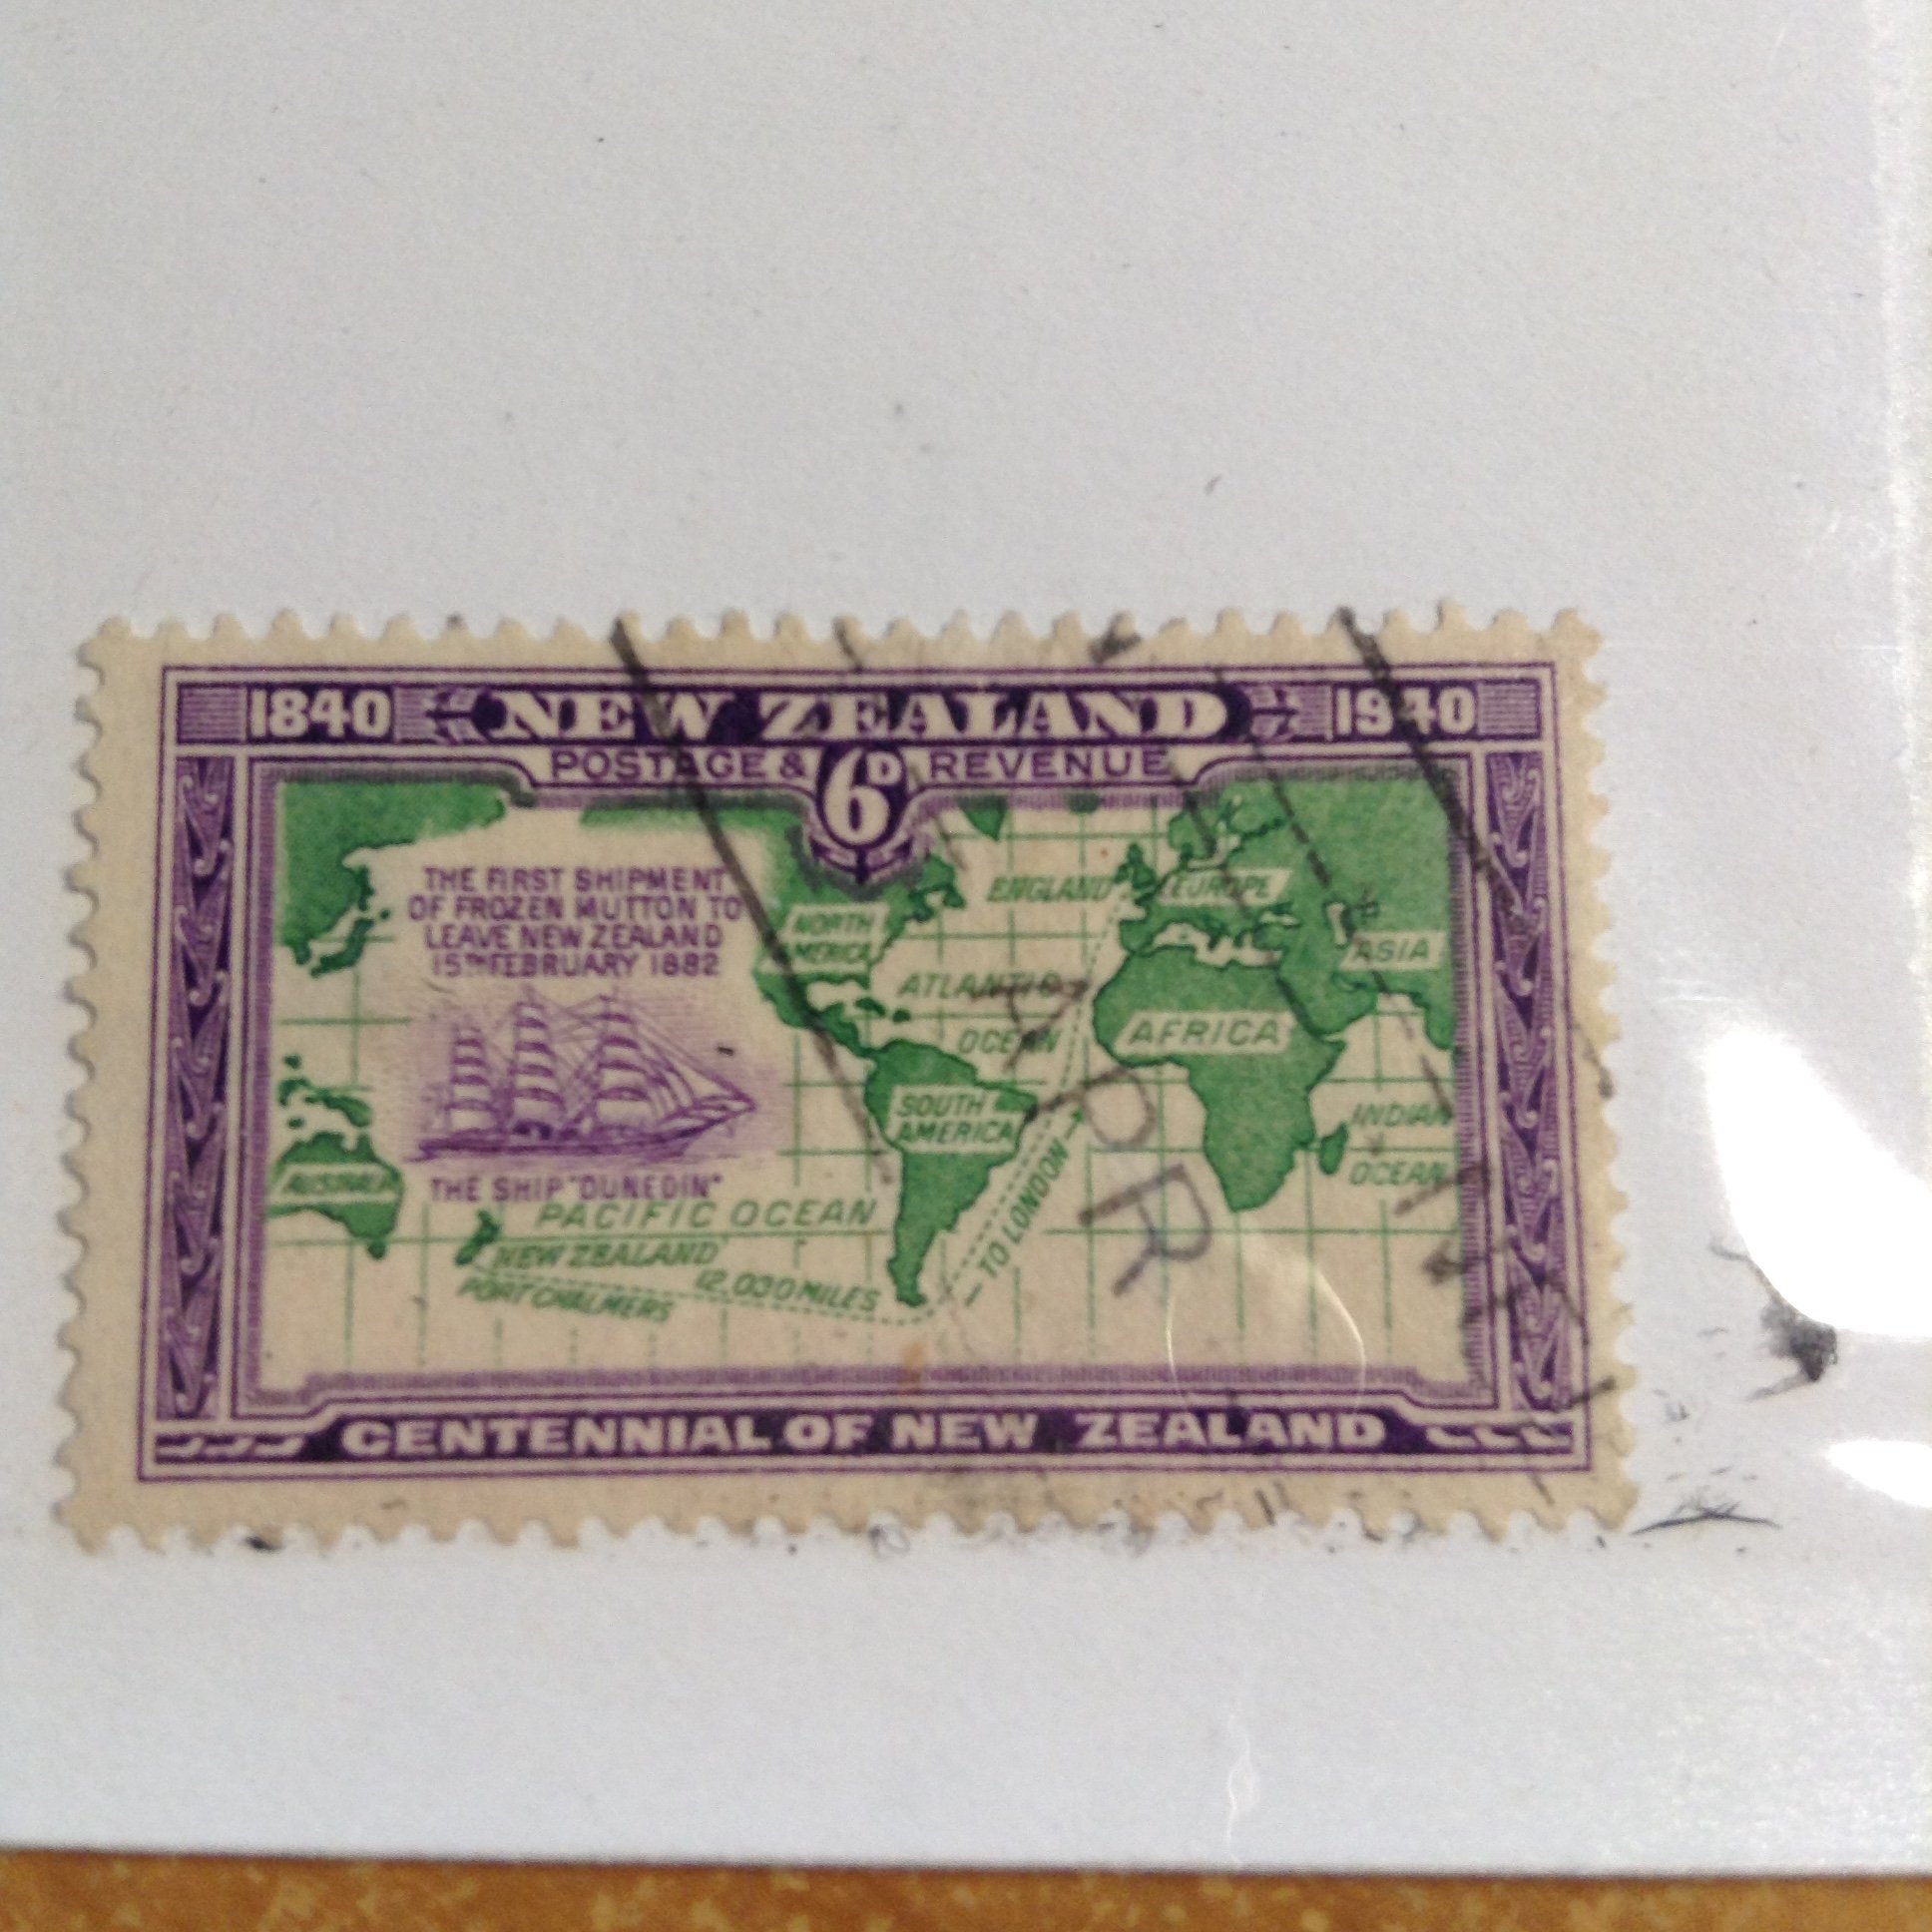 1840 NEW ZEALAND 1940
POSTAGE & 6D REVENUE
THE FIRST SHIPMENT
OF FROZEN MUTTON TO
LEAVE NEW ZEALAND
15TH FEBRUARY 1882
NORTH
AMERICA
ENGLAND
EUROPE
ASIA
ATLANTIC
OCEAN
AFRICA
SOUTH
AMERICA
INDIAN
OCEAN
AUSTRALIA
THE SHIP "DUNEDIN"
PACIFIC OCEAN
NEW ZEALAND
PORT CHALMERS
12,000 MILES
TO LONDON
APR
CENTENNIAL OF NEW ZEALAND